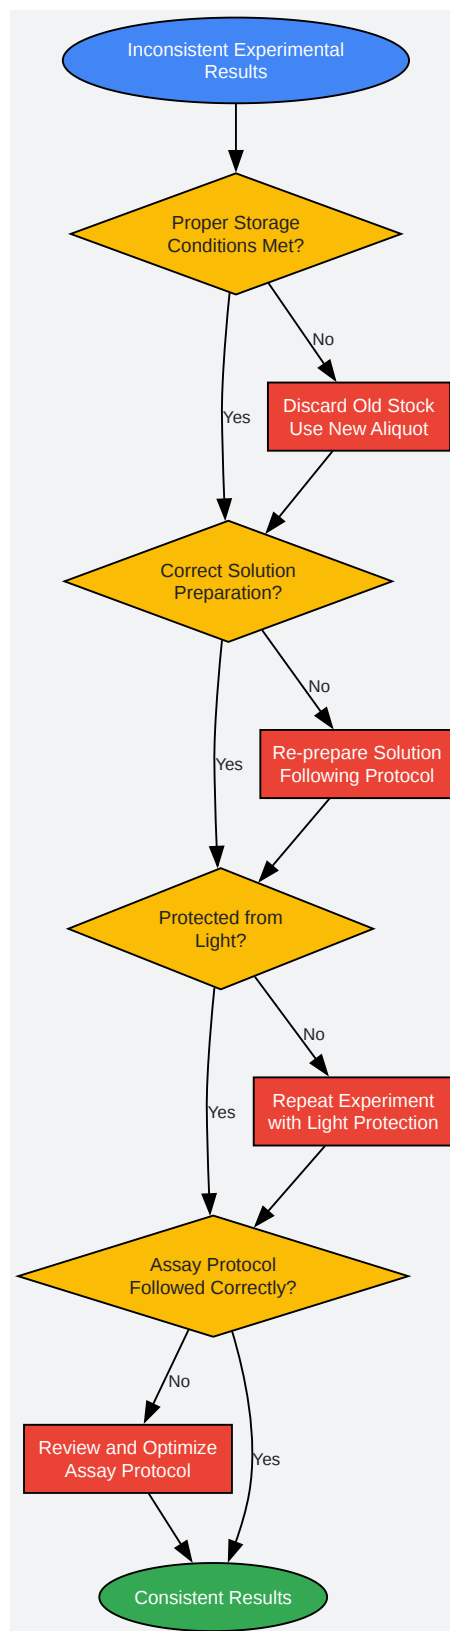 Inconsistent Experimental
Results
Proper Storage
Conditions Met?
No
Discard Old Stock
Use New Aliquot
Yes
Correct Solution
Preparation?
No
Re-prepare Solution
Following Protocol
Yes
Protected from
Light?
No
Repeat Experiment
with Light Protection
Yes
Assay Protocol
Followed Correctly?
No
Review and Optimize
Assay Protocol
Yes
Consistent Results